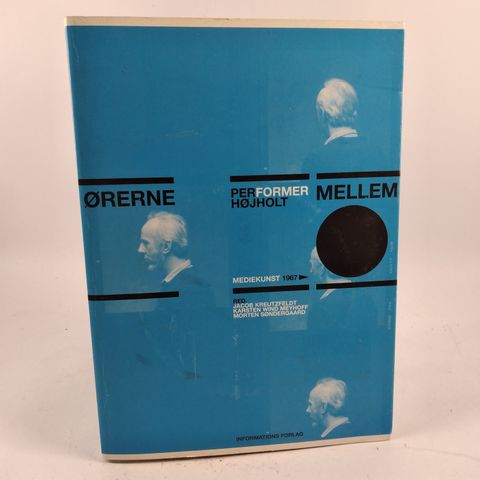 ØRERNE
PERFORMER
HØJHOLT
MELLEM
MEDIEKUNST 1967
RED.
JACOB KREUTZFELDT
KARSTEN WIND MEYHOFF
MORTEN SØNDERGAARD
INFORMATIONS FORLAG